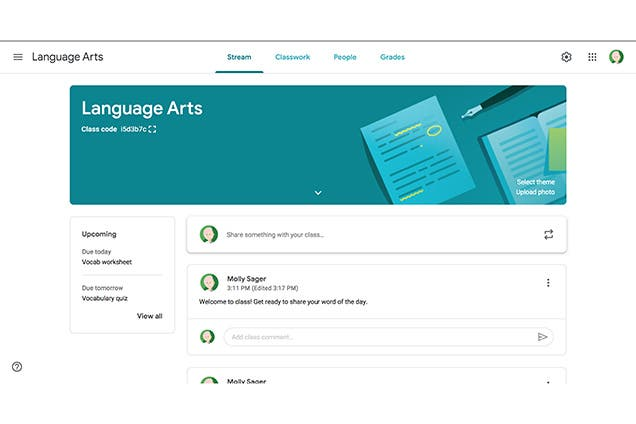 Language Arts
Stream
Classwork
People
Grades
Language Arts
Class code i5d3b7c
Select theme
Upload photo
Upcoming
Due today
Vocab worksheet
Due tomorrow
Vocabulary quiz
View all
Share something with your class...
Molly Sager
3:11 PM (Edited 3:17 PM)
Welcome to class! Get ready to share your word of the day.
Add class comment...
Molly Sager